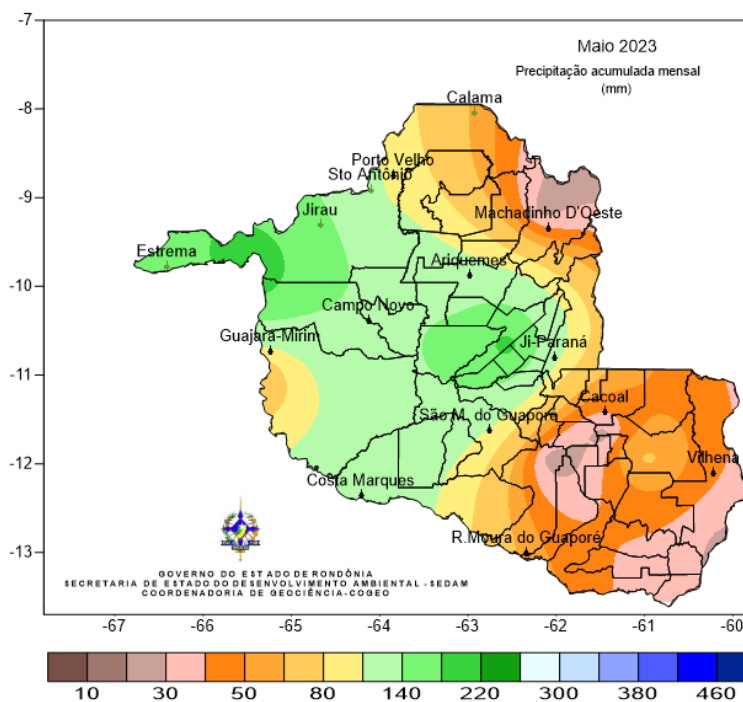 -7
Maio 2023
Precipitação acumulada mensal
(mm)
-8
Calama
Porto Velho
Sto Antônio
-9
Jirau
Machadinho D'Oeste
Estrema
-10
Ariquemes
Campo Novo
Guajará-Mirim
Ji-Paraná
-11
Cacoal
São M. do Guaporé
-12
Vilhena
Costa Marques
-13
R.Moura do Guaporé
GOVERNO DO ESTADO DE RONDÔNIA
SECRETARIA DE ESTADO DO DESENVOLVIMENTO AMBIENTAL -SEDAM
COORDENADORIA DE GEOCIÊNCIA-COGEO
-67 -66 -65 -64 -63 -62 -61 -60
10 30 50 80 140 220 300 380 460